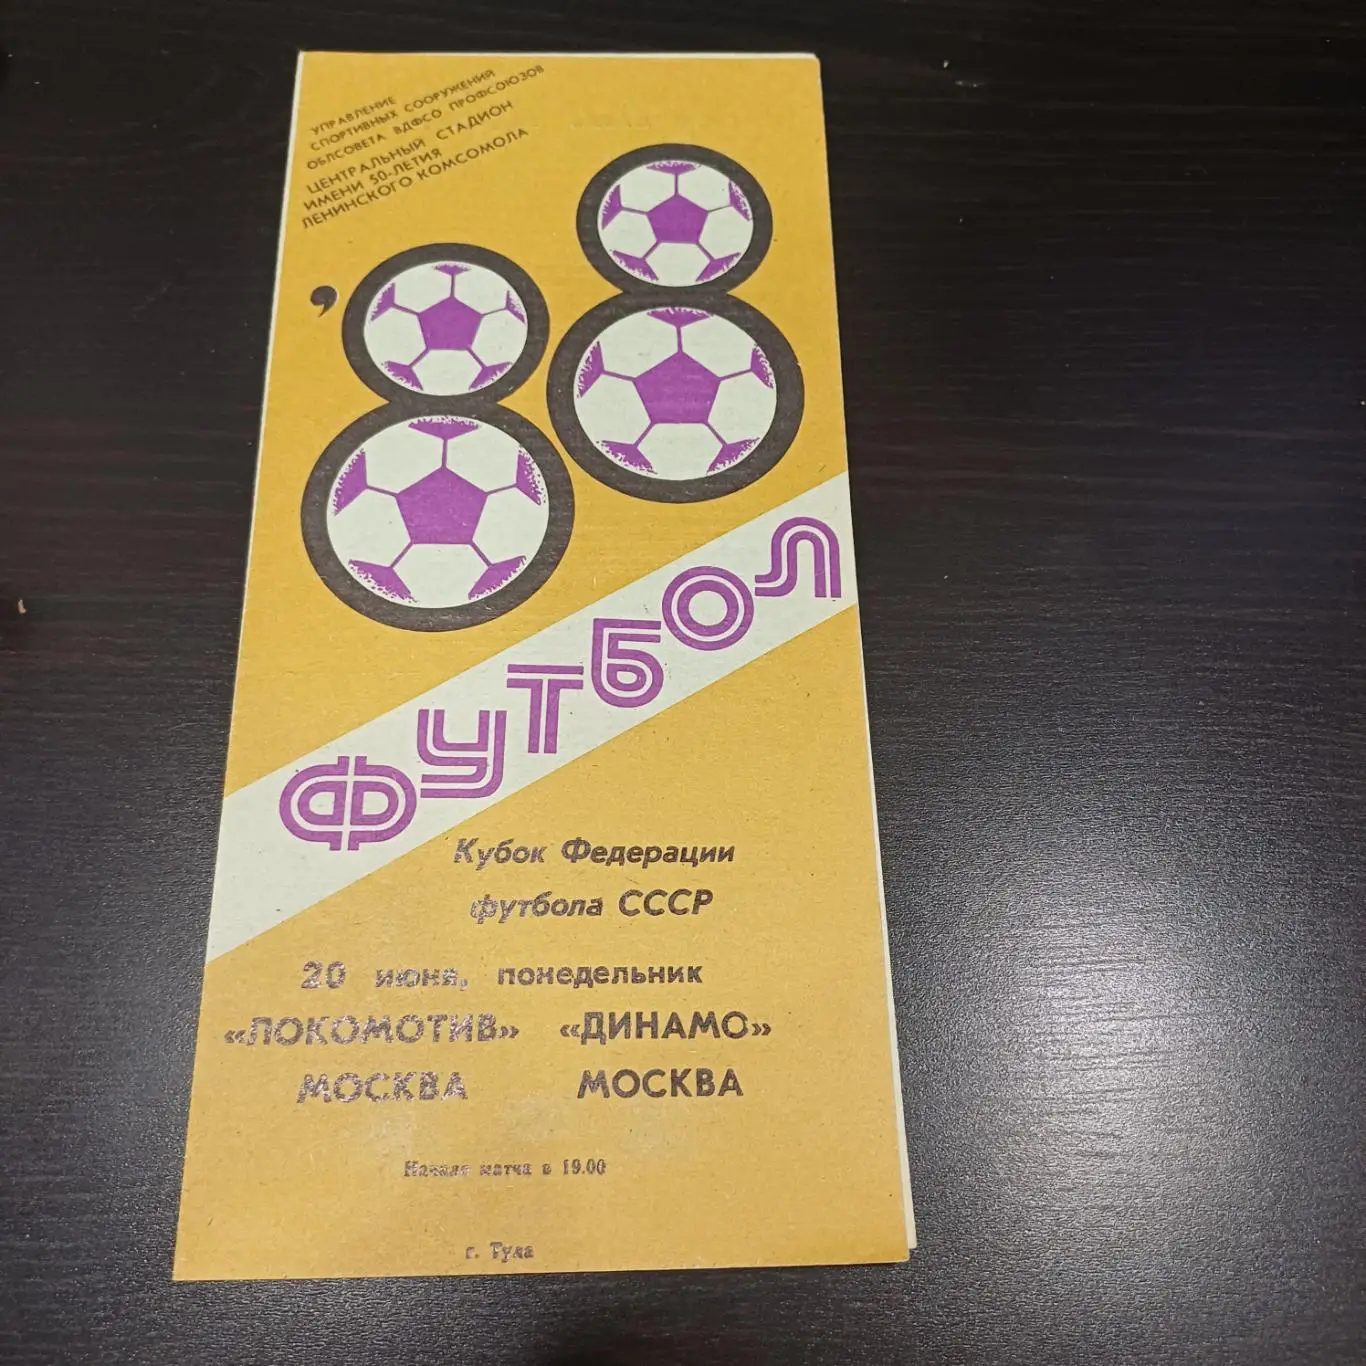 УПРАВЛЕНИЕ
СПОРТИВНЫХ СООРУЖЕНИЯ
ОБЛСОВЕТА ВДФСО ПРОФСОЮЗОВ
ЦЕНТРАЛЬНЫЙ СТАДИОН
ИМЕНИ 50-ЛЕТИЯ
ЛЕНИНСКОГО КОМСОМОЛА
,88
ФУТБОЛ
Кубок Федерации
футбола СССР
20 июня, понедельник
«ЛОКОМОТИВ» «ДИНАМО»
МОСКВА МОСКВА
Начало матча в 19.00
г. Тула